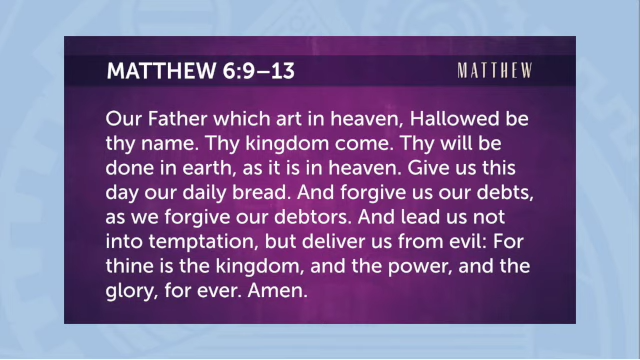 MATTHEW 6:9–13
MATTHEW
Our Father which art in heaven, Hallowed be
thy name. Thy kingdom come. Thy will be
done in earth, as it is in heaven. Give us this
day our daily bread. And forgive us our debts,
as we forgive our debtors. And lead us not
into temptation, but deliver us from evil: For
thine is the kingdom, and the power, and the
glory, for ever. Amen.